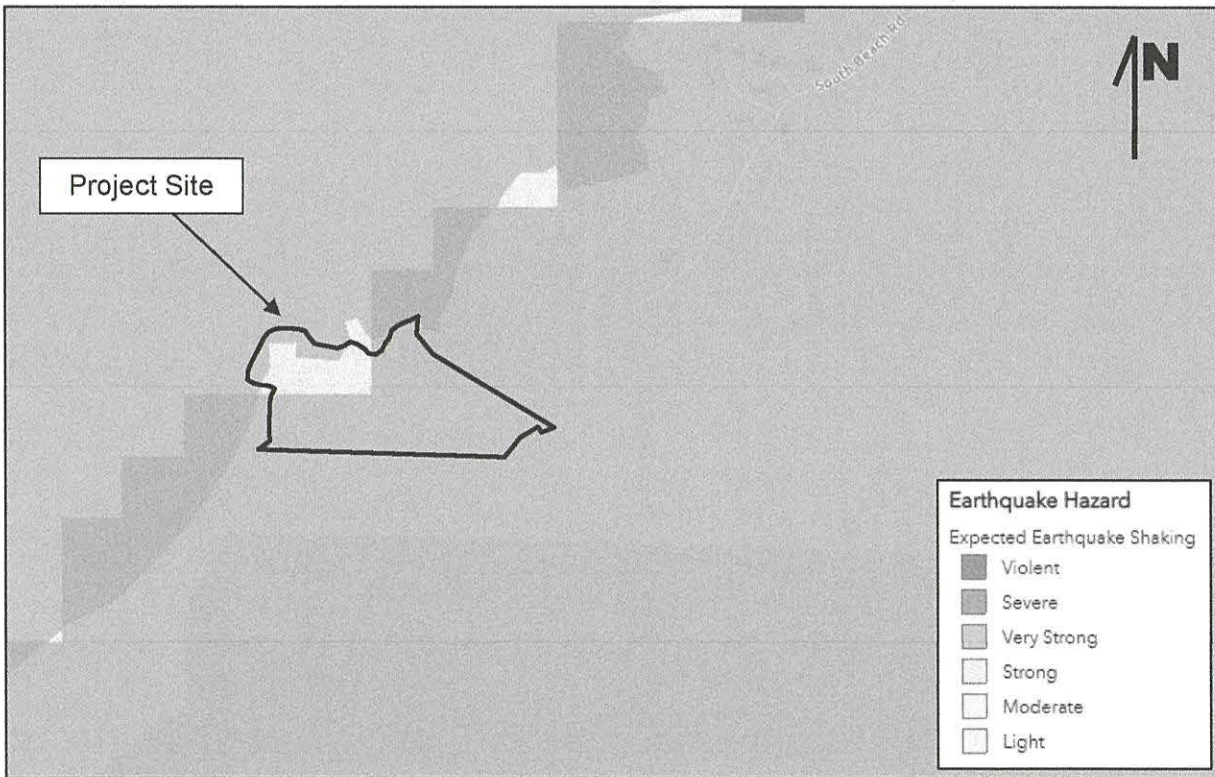 South Beach Rd
N
Project Site
Earthquake Hazard
Expected Earthquake Shaking
Violent
Severe
Very Strong
Strong
Moderate
Light